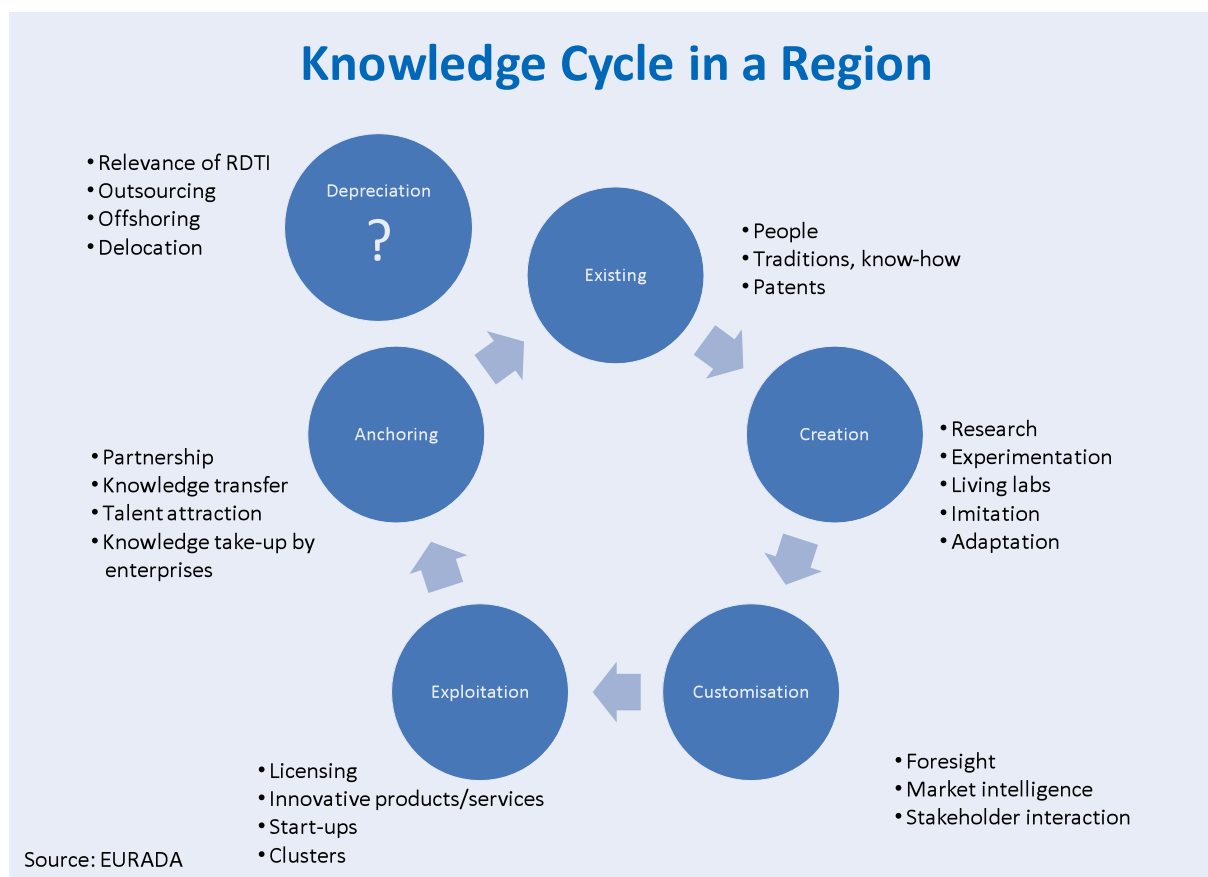 Knowledge Cycle in a Region
• Relevance of RDTI
• Outsourcing
• Offshoring
• Delocation
Depreciation
?
Existing
• People
• Traditions, know-how
• Patents
Anchoring
• Partnership
• Knowledge transfer
• Talent attraction
• Knowledge take-up by
enterprises
Creation
• Research
• Experimentation
• Living labs
• Imitation
• Adaptation
Exploitation
• Licensing
• Innovative products/services
• Start-ups
• Clusters
Customisation
• Foresight
• Market intelligence
• Stakeholder interaction
Source: EURADA